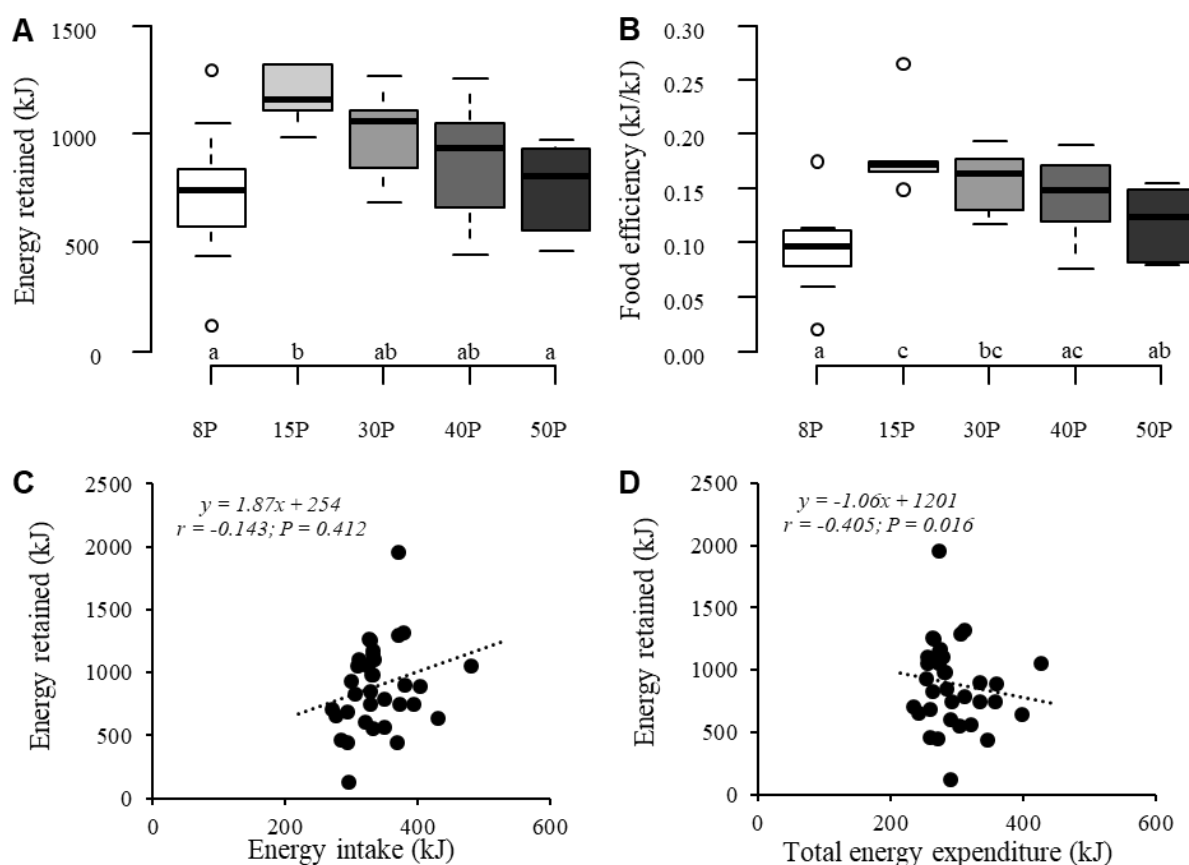 A
Energy retained (kJ)
1500
1000
500
0
a b ab ab a
8P 15P 30P 40P 50P
B
Food efficiency (kJ/kJ)
0.30
0.25
0.20
0.15
0.10
0.05
0.00
a c bc ac ab
8P 15P 30P 40P 50P
C
Energy retained (kJ)
y = 1.87x + 254
r = -0.143; P = 0.412
2500
2000
1500
1000
500
0
0 200 400 600
Energy intake (kJ)
D
Energy retained (kJ)
y = -1.06x + 1201
r = -0.405; P = 0.016
2500
2000
1500
1000
500
0
0 200 400 600
Total energy expenditure (kJ)